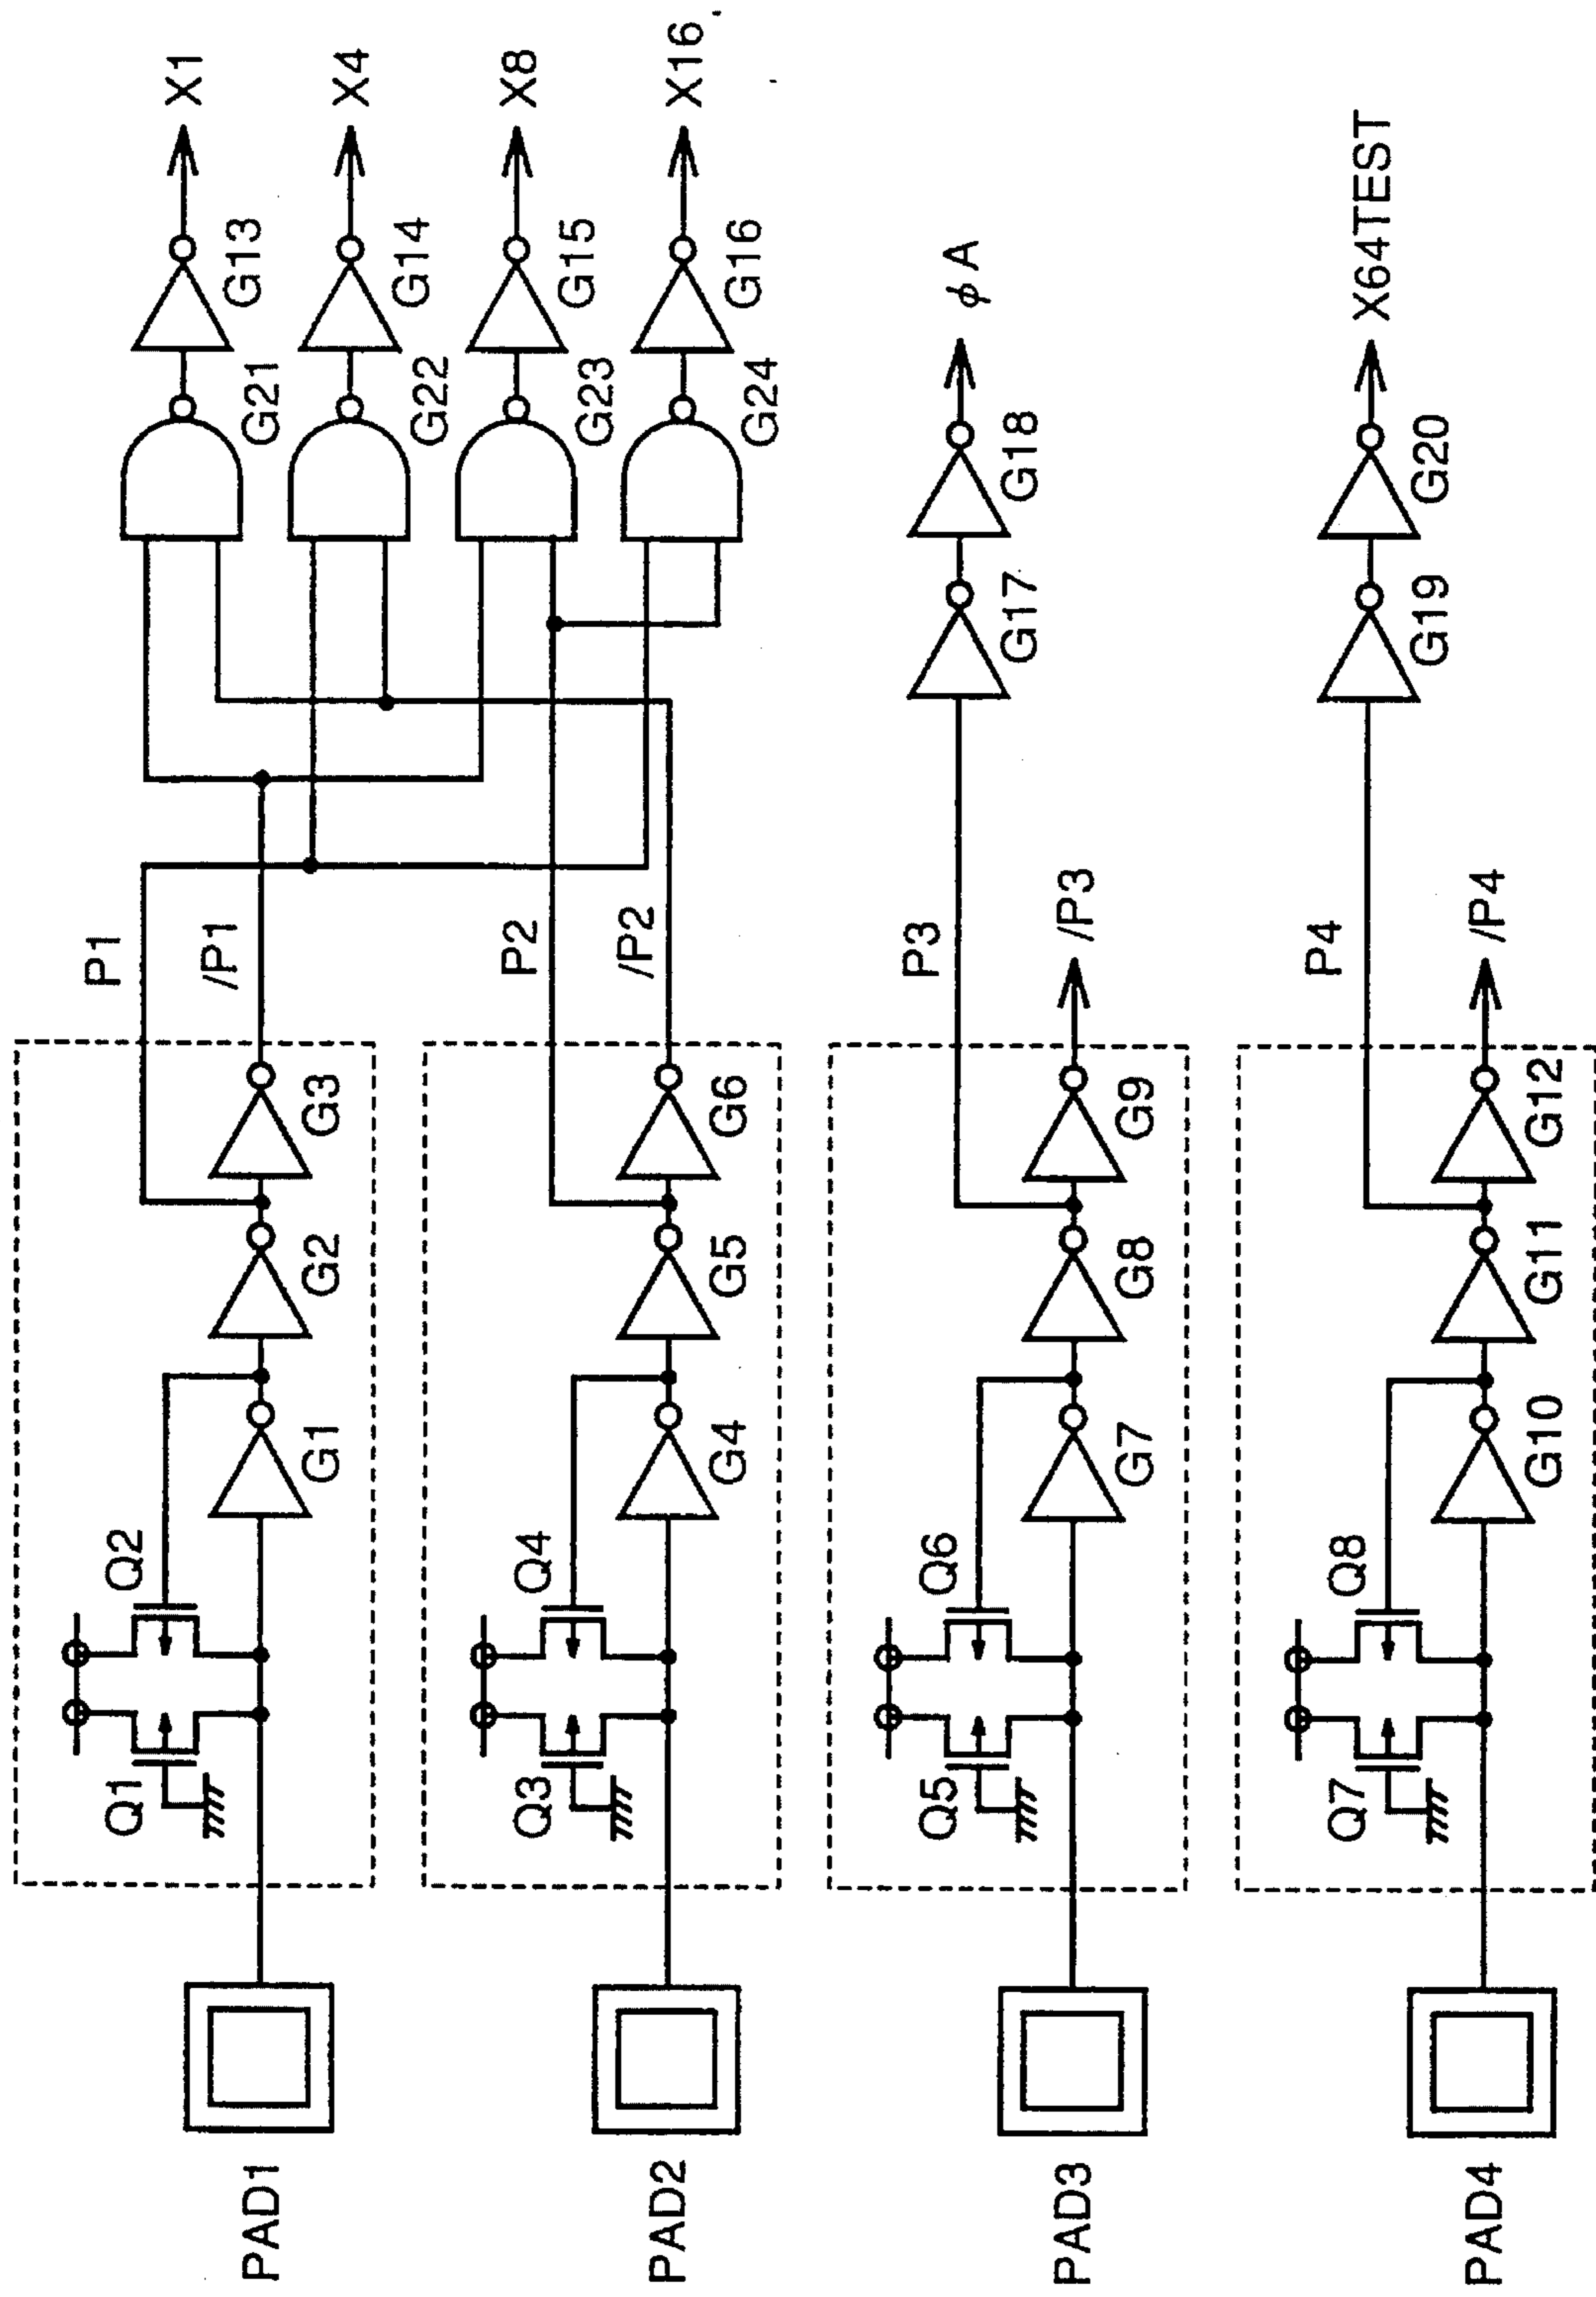 PAD1
Q1
Q2
G1
G2
G3
P1
/P1
G21
G13
X1
G22
G14
X4
PAD2
Q3
Q4
G4
G5
G6
P2
/P2
G23
G15
X8
G24
G16
X16
PAD3
Q5
Q6
G7
G8
G9
P3
/P3
G17
G18
φA
PAD4
Q7
Q8
G10
G11
G12
P4
/P4
G19
G20
X64TEST